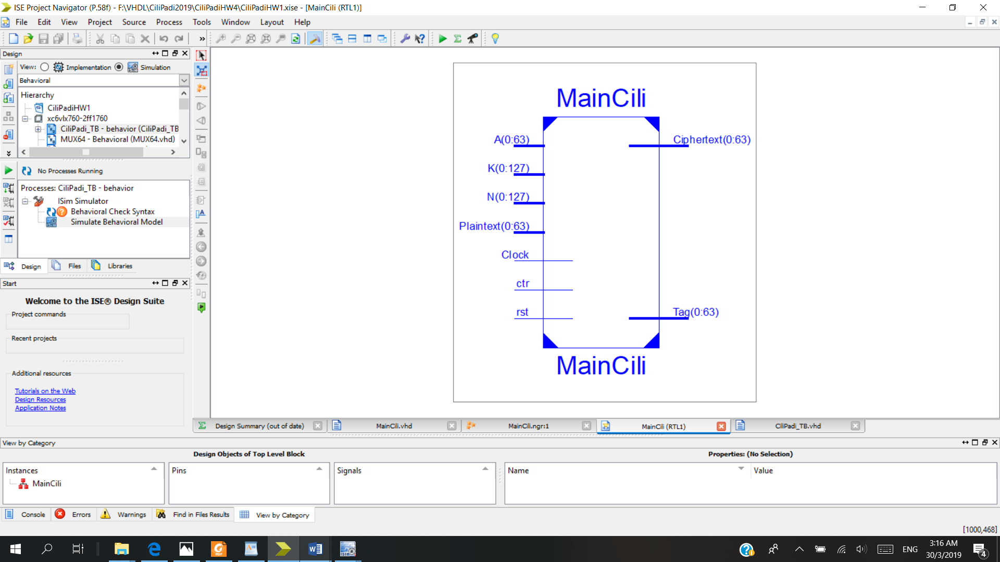 ISE Project Navigator (P.58f) - F:\VHDL\CiliPadi2019\CiliPadiHW4\CiliPadiHW1.xise - [MainCili (RTL1)]
File Edit View Project Source Process Tools Window Layout Help
»
Design
View: Implementation Simulation
Behavioral
Hierarchy
CiliPadiHW1
xc6vlx760-2ff1760
CiliPadi_TB - behavior (CiliPadi_TB
MUX64 - Behavioral (MUX64.vhd)
No Processes Running
Processes: CiliPadi_TB - behavior
ISim Simulator
Behavioral Check Syntax
Simulate Behavioral Model
Design Files Libraries
Start
Welcome to the ISE® Design Suite
Project commands
Recent projects
Additional resources
Tutorials on the Web
Design Resources
Application Notes
MainCili
A(0:63)
K(0:127)
N(0:127)
Plaintext(0:63)
Clock
ctr
rst
Ciphertext(0:63)
Tag(0:63)
MainCili
Design Summary (out of date) MainCili.vhd MainCili.ngr:1 MainCili (RTL1) CiliPadi_TB.vhd
View by Category
Design Objects of Top Level Block
Properties: (No Selection)
Instances
MainCili
Pins
Signals
Name Value
Console Errors Warnings Find in Files Results View by Category
[1000,468]
ENG
3:16 AM
30/3/2019
4